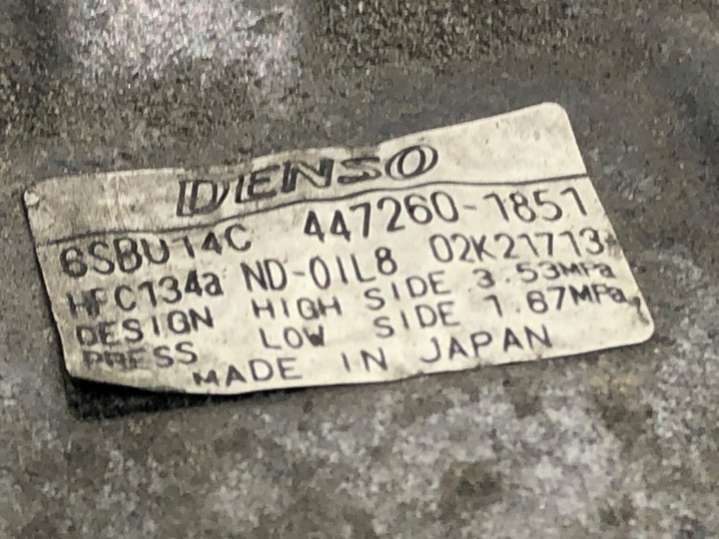 DENSO
6SBU14C 447260-1851
HFC134a ND-OIL8 02K21713*
DESIGN HIGH SIDE 3.53MPa
PRESS LOW SIDE 1.67MPa
MADE IN JAPAN